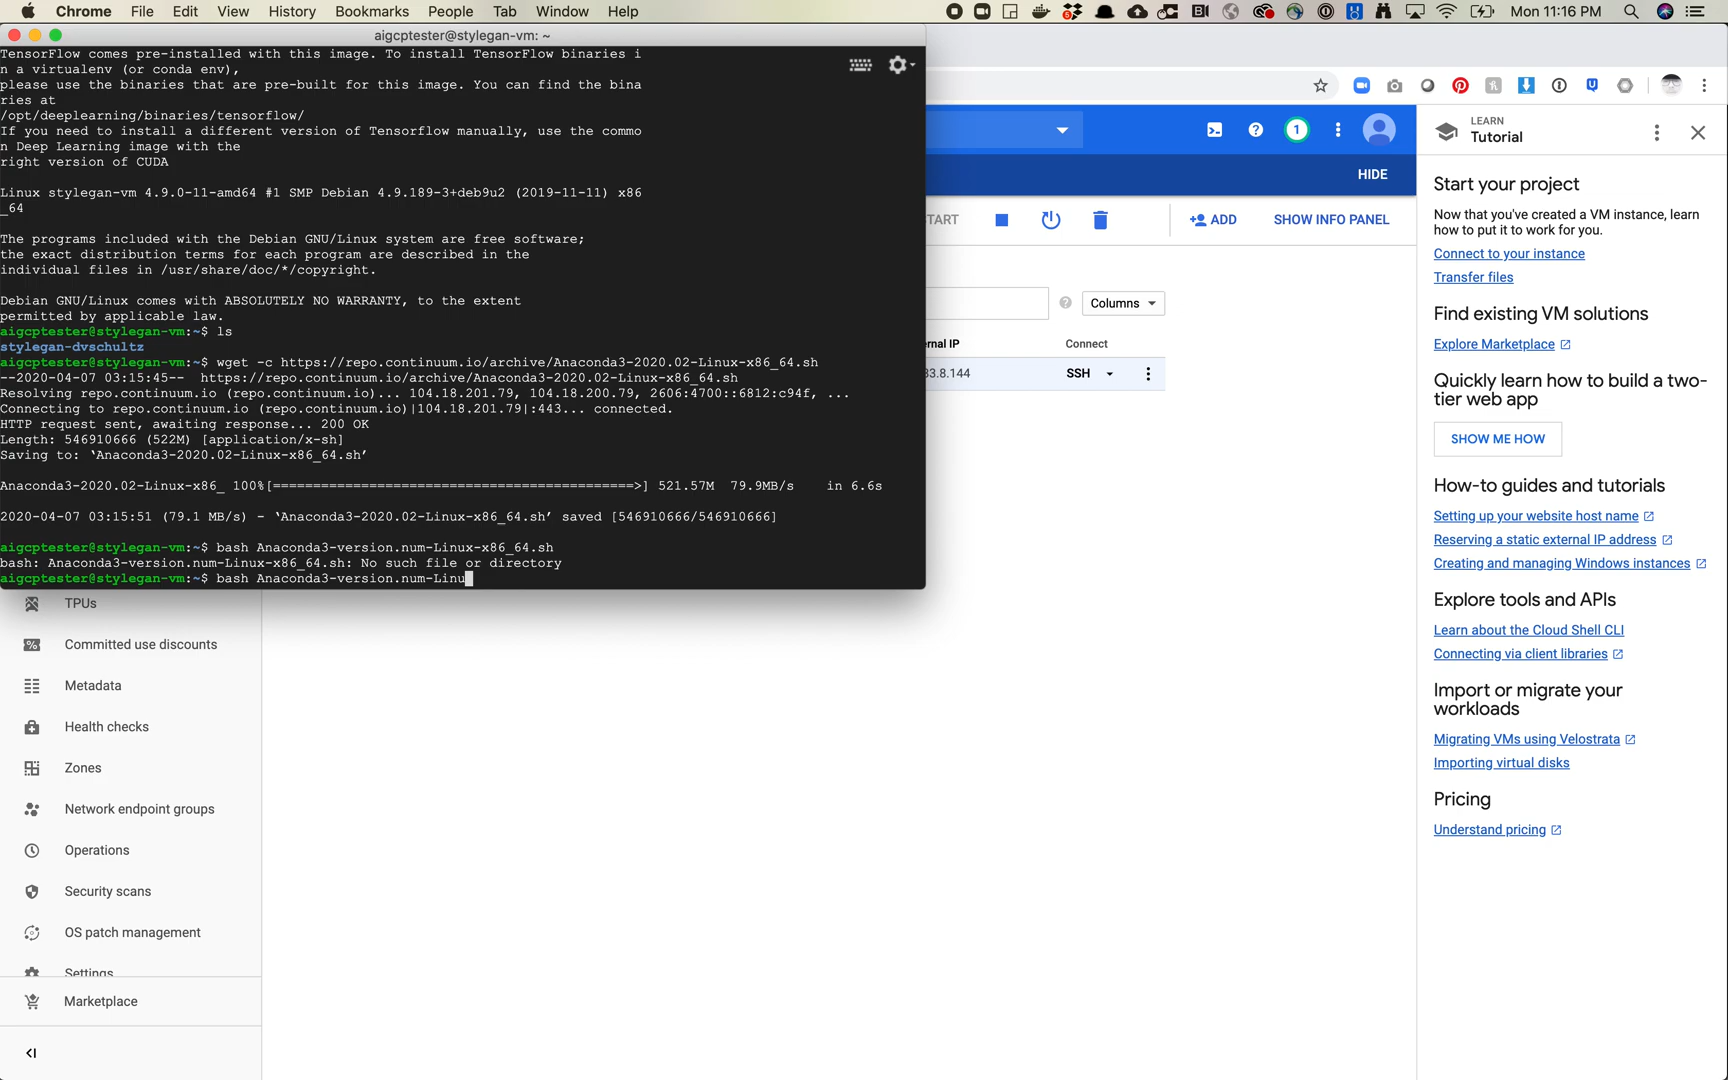 Chrome File Edit View History Bookmarks People Tab Window Help
Mon 11:16 PM
aigcptester@stylegan-vm: ~
TensorFlow comes pre-installed with this image. To install TensorFlow binaries i
n a virtualenv (or conda env),
please use the binaries that are pre-built for this image. You can find the bina
ries at
/opt/deeplearning/binaries/tensorflow/
If you need to install a different version of Tensorflow manually, use the commo
n Deep Learning image with the
right version of CUDA
Linux stylegan-vm 4.9.0-11-amd64 #1 SMP Debian 4.9.189-3+deb9u2 (2019-11-11) x86
_64
The programs included with the Debian GNU/Linux system are free software;
the exact distribution terms for each program are described in the
individual files in /usr/share/doc/*/copyright.
Debian GNU/Linux comes with ABSOLUTELY NO WARRANTY, to the extent
permitted by applicable law.
aigcptester@stylegan-vm:~$ ls
stylegan-dvschultz
aigcptester@stylegan-vm:~$ wget -c https://repo.continuum.io/archive/Anaconda3-2020.02-Linux-x86_64.sh
--2020-04-07 03:15:45--  https://repo.continuum.io/archive/Anaconda3-2020.02-Linux-x86_64.sh
Resolving repo.continuum.io (repo.continuum.io)... 104.18.201.79, 104.18.200.79, 2606:4700::6812:c94f, ...
Connecting to repo.continuum.io (repo.continuum.io)|104.18.201.79|:443... connected.
HTTP request sent, awaiting response... 200 OK
Length: 546910666 (522M) [application/x-sh]
Saving to: ‘Anaconda3-2020.02-Linux-x86_64.sh’
Anaconda3-2020.02-Linux-x86_ 100%[=============================================>] 521.57M  79.9MB/s    in 6.6s
2020-04-07 03:15:51 (79.1 MB/s) - ‘Anaconda3-2020.02-Linux-x86_64.sh’ saved [546910666/546910666]
aigcptester@stylegan-vm:~$ bash Anaconda3-version.num-Linux-x86_64.sh
bash: Anaconda3-version.num-Linux-x86_64.sh: No such file or directory
aigcptester@stylegan-vm:~$ bash Anaconda3-version.num-Linu
TPUs
Committed use discounts
Metadata
Health checks
Zones
Network endpoint groups
Operations
Security scans
OS patch management
Settings
Marketplace
1
HIDE
TART
ADD
SHOW INFO PANEL
Columns
rnal IP Connect
33.8.144 SSH
LEARN
Tutorial
Start your project
Now that you've created a VM instance, learn
how to put it to work for you.
Connect to your instance
Transfer files
Find existing VM solutions
Explore Marketplace
Quickly learn how to build a two-
tier web app
SHOW ME HOW
How-to guides and tutorials
Setting up your website host name
Reserving a static external IP address
Creating and managing Windows instances
Explore tools and APIs
Learn about the Cloud Shell CLI
Connecting via client libraries
Import or migrate your
workloads
Migrating VMs using Velostrata
Importing virtual disks
Pricing
Understand pricing